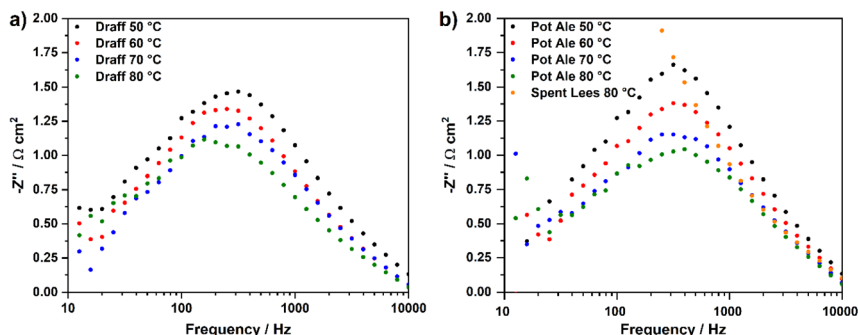 a)
2.00
1.75
1.50
1.25
1.00
0.75
0.50
0.25
0.00
-Z'' / Ω cm²
Draff 50 °C
Draff 60 °C
Draff 70 °C
Draff 80 °C
10 100 1000 10000
Frequency / Hz
b)
2.00
1.75
1.50
1.25
1.00
0.75
0.50
0.25
0.00
-Z'' / Ω cm²
Pot Ale 50 °C
Pot Ale 60 °C
Pot Ale 70 °C
Pot Ale 80 °C
Spent Lees 80 °C
10 100 1000 10000
Frequency / Hz